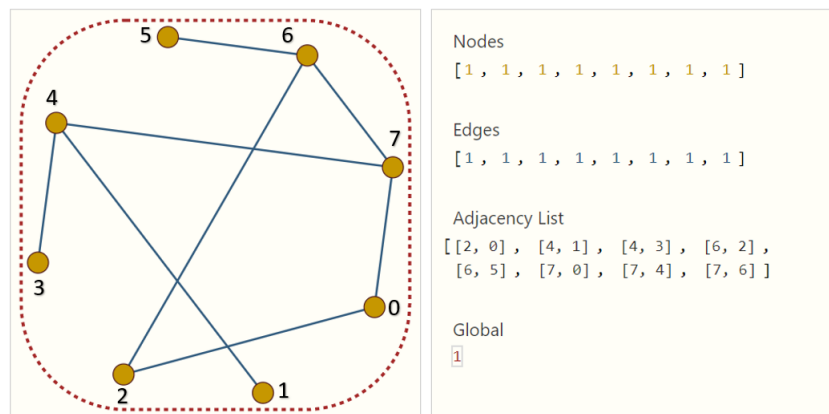 5
6
4
7
3
0
2
1
Nodes
[1 , 1 , 1 , 1 , 1 , 1 , 1 , 1 ]
Edges
[1 , 1 , 1 , 1 , 1 , 1 , 1 , 1 ]
Adjacency List
[[2, 0] , [4, 1] , [4, 3] , [6, 2] ,
[6, 5] , [7, 0] , [7, 4] , [7, 6] ]
Global
1